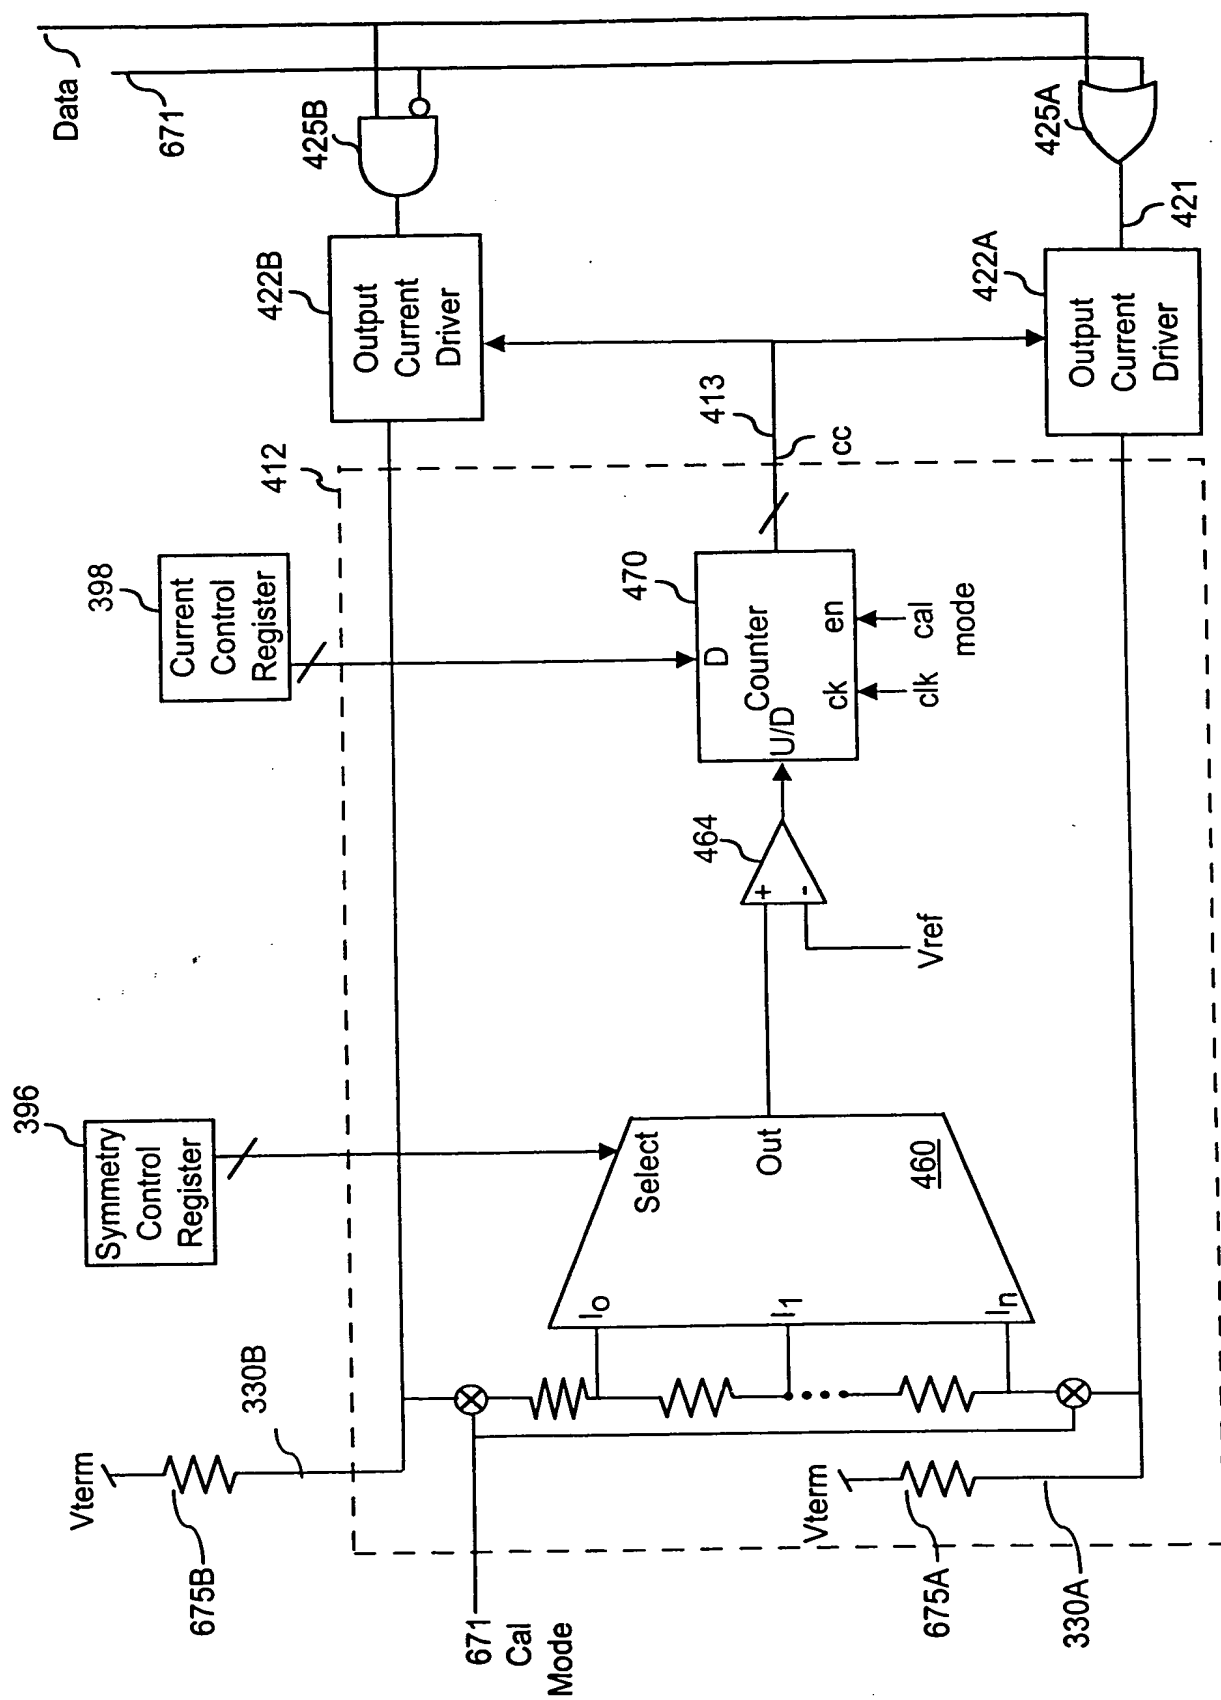 Data
671
425B
425A
421
422B
Output
Current
Driver
422A
Output
Current
Driver
412
413
cc
398
Current
Control
Register
470
D
Counter
U/D
ck
en
clk
cal
mode
464
+
-
Vref
396
Symmetry
Control
Register
Select
Out
460
I0
I1
In
330B
Vterm
675B
671
Cal
Mode
Vterm
675A
330A